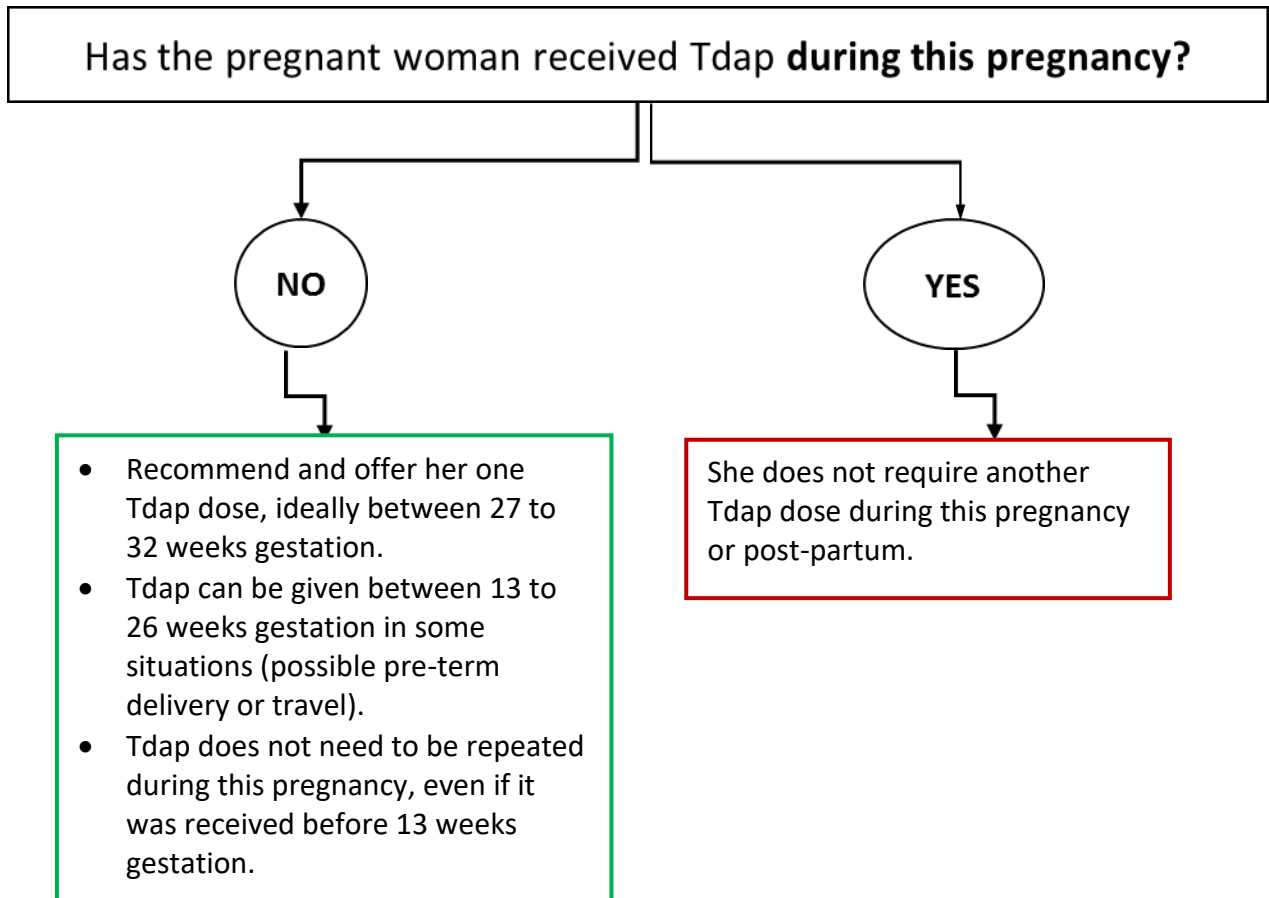 Has the pregnant woman received Tdap during this pregnancy?
NO
YES
• Recommend and offer her one
Tdap dose, ideally between 27 to
32 weeks gestation.
• Tdap can be given between 13 to
26 weeks gestation in some
situations (possible pre-term
delivery or travel).
• Tdap does not need to be repeated
during this pregnancy, even if it
was received before 13 weeks
gestation.
She does not require another
Tdap dose during this pregnancy
or post-partum.